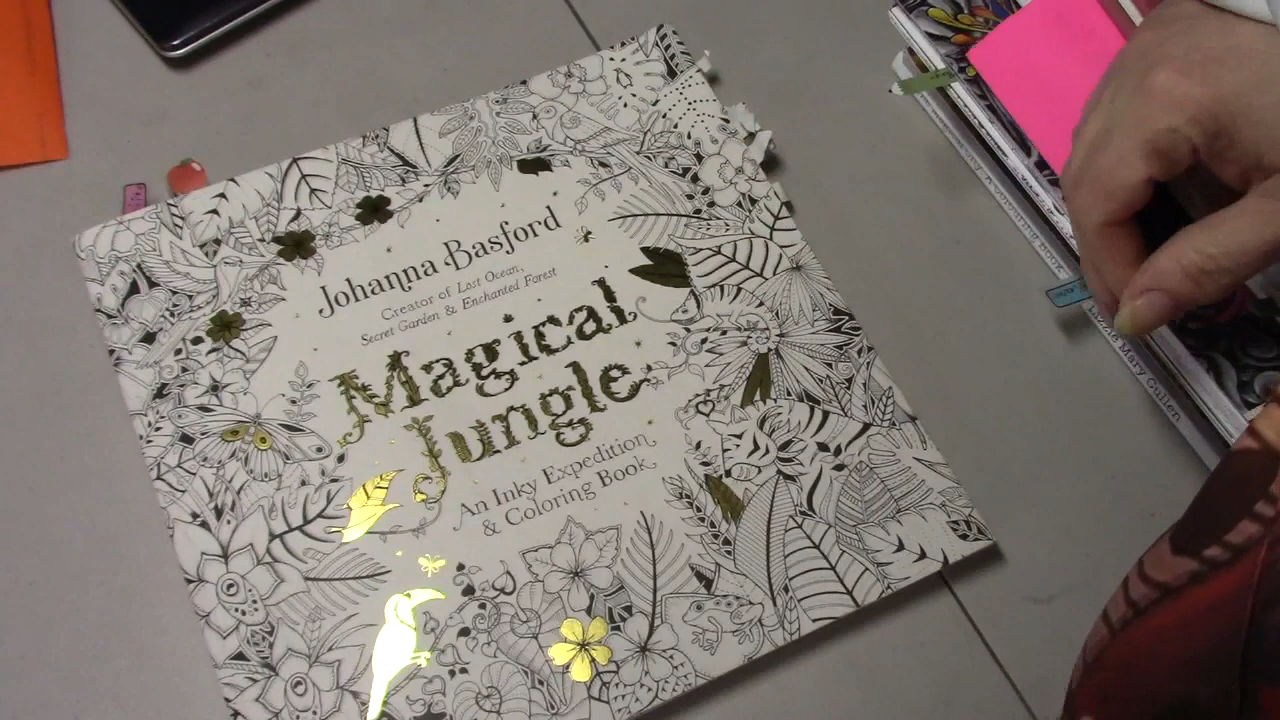 Johanna Basford
Creator of Lost Ocean,
Secret Garden & Enchanted Forest
Magical
Jungle
An Inky Expedition
& Coloring Book
Lizzie Mary Cullen